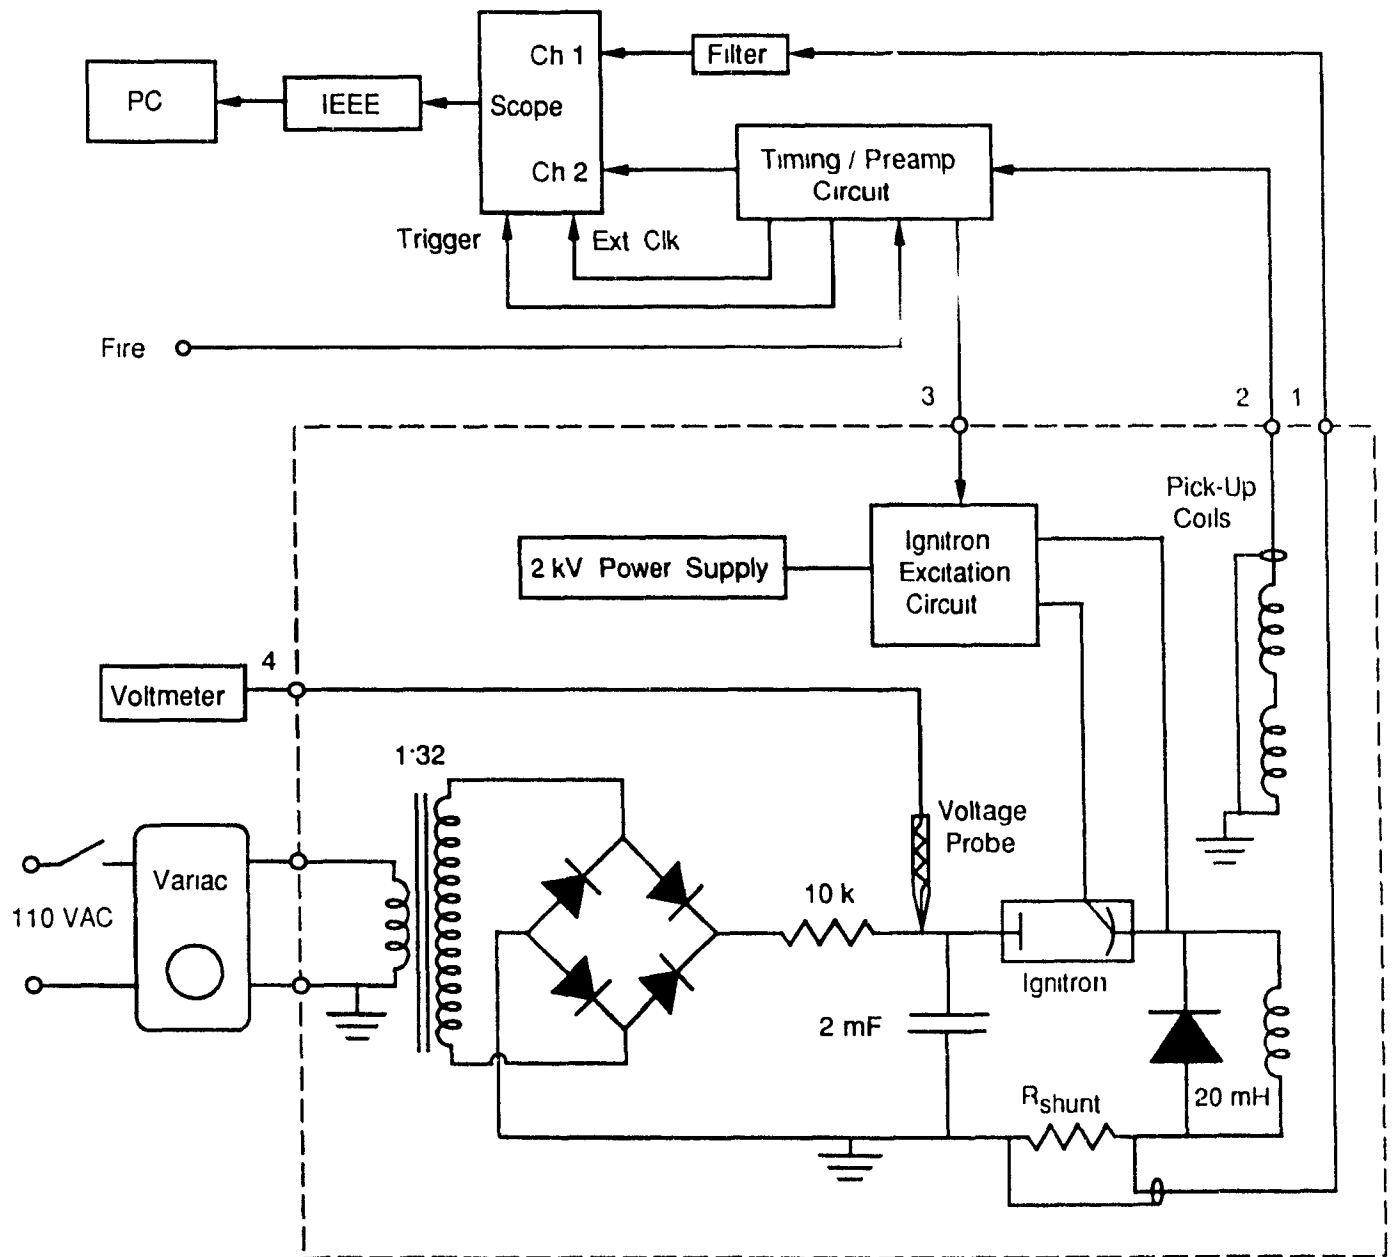 Ch 1
Filter
PC
IEEE
Scope
Ch 2
Timing / Preamp
Circuit
Trigger
Ext Clk
Fire
3
2
1
Pick-Up
Coils
Ignitron
Excitation
Circuit
2 kV Power Supply
4
Voltmeter
1:32
Voltage
Probe
Variac
110 VAC
10 k
Ignitron
2 mF
Rshunt
20 mH